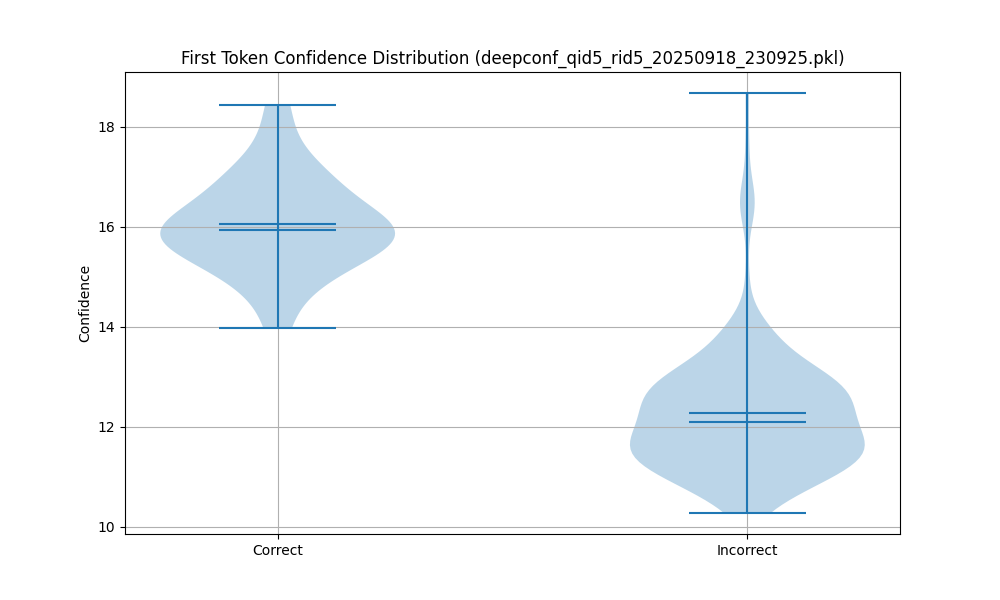 First Token Confidence Distribution (deepconf_qid5_rid5_20250918_230925.pkl)
Confidence
18
16
14
12
10
Correct
Incorrect